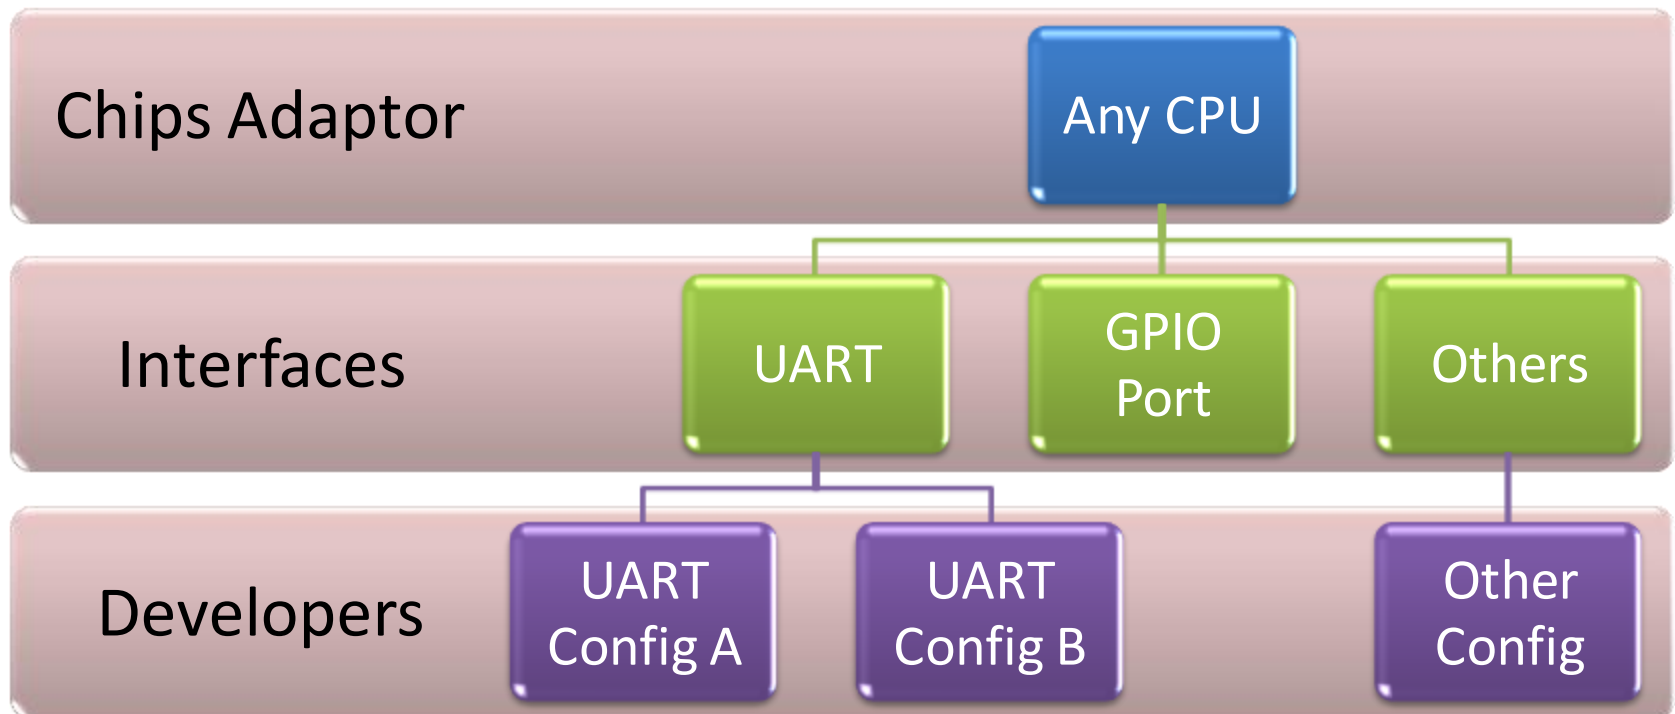 Chips Adaptor
Any CPU
Interfaces
UART
GPIO
Port
Others
Developers
UART
Config A
UART
Config B
Other
Config